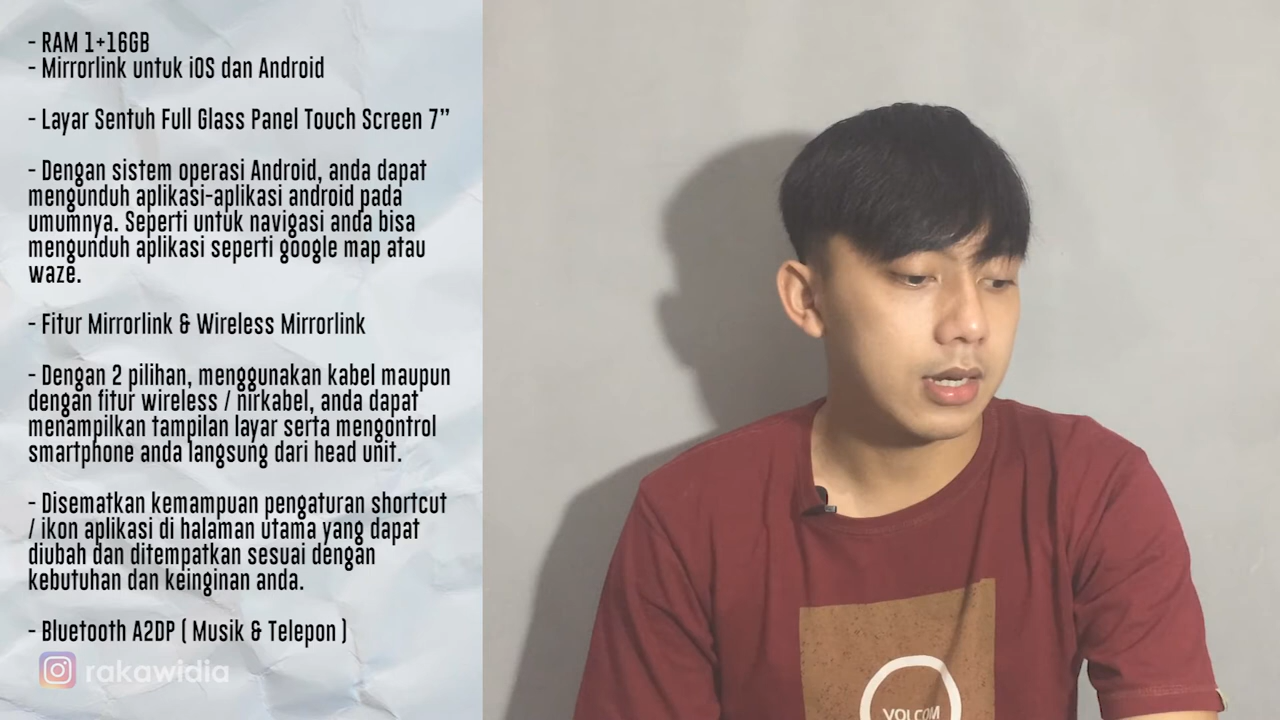 - RAM 1+16GB
- Mirrorlink untuk iOS dan Android
- Layar Sentuh Full Glass Panel Touch Screen 7”
- Dengan sistem operasi Android, anda dapat
mengunduh aplikasi-aplikasi android pada
umumnya. Seperti untuk navigasi anda bisa
mengunduh aplikasi seperti google map atau
waze.
- Fitur Mirrorlink & Wireless Mirrorlink
- Dengan 2 pilihan, menggunakan kabel maupun
dengan fitur wireless / nirkabel, anda dapat
menampilkan tampilan layar serta mengontrol
smartphone anda langsung dari head unit.
- Disematkan kemampuan pengaturan shortcut
/ ikon aplikasi di halaman utama yang dapat
diubah dan ditempatkan sesuai dengan
kebutuhan dan keinginan anda.
- Bluetooth A2DP ( Musik & Telepon )
rakawidia
VOLCOM